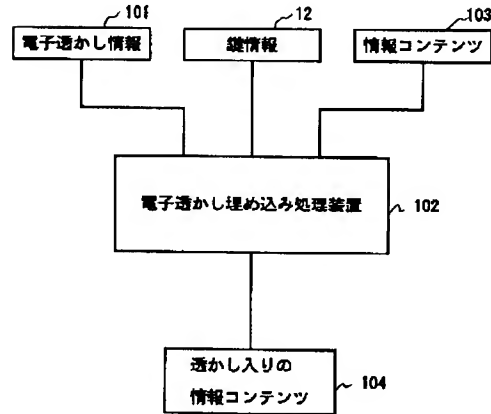 101
12
103
電子透かし情報
鍵情報
情報コンテンツ
電子透かし埋め込み処理装置
102
透かし入りの
情報コンテンツ
104